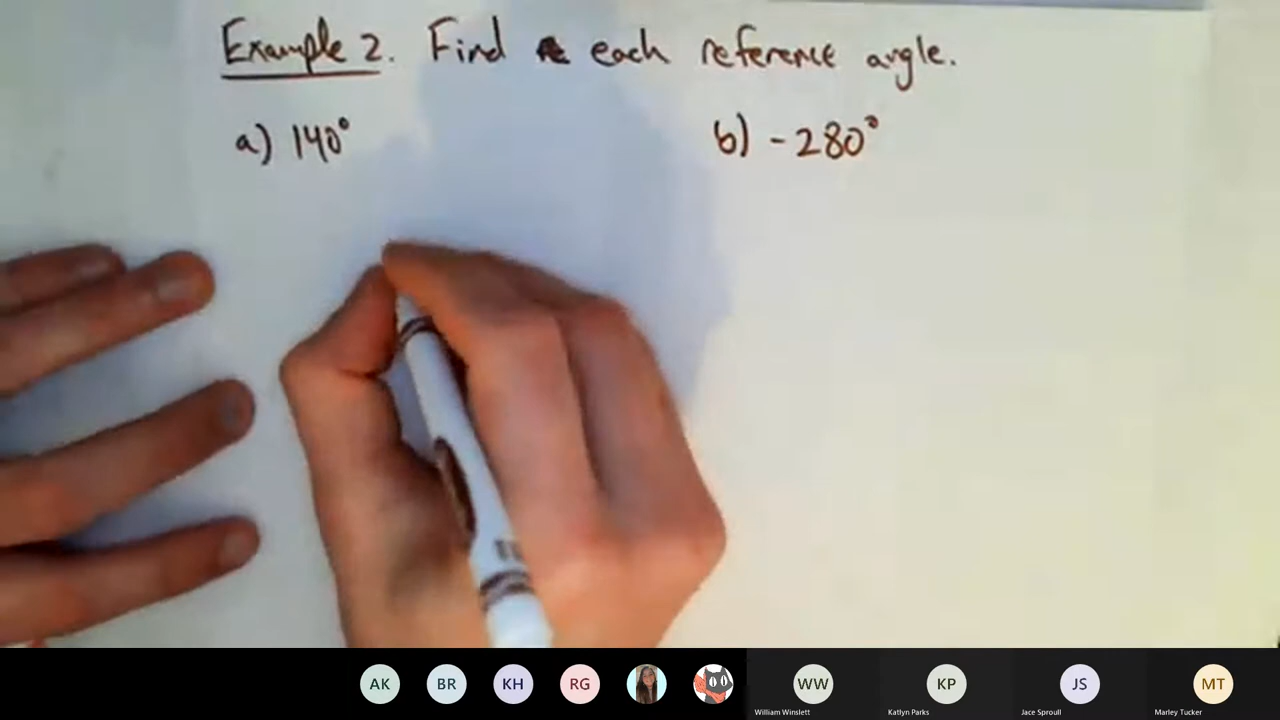 Example 2. Find each reference angle.
a) 140° b) -280°
AK BR KH RG WW KP JS MT
William Winslett Katlyn Parks Jace Sproull Marley Tucker